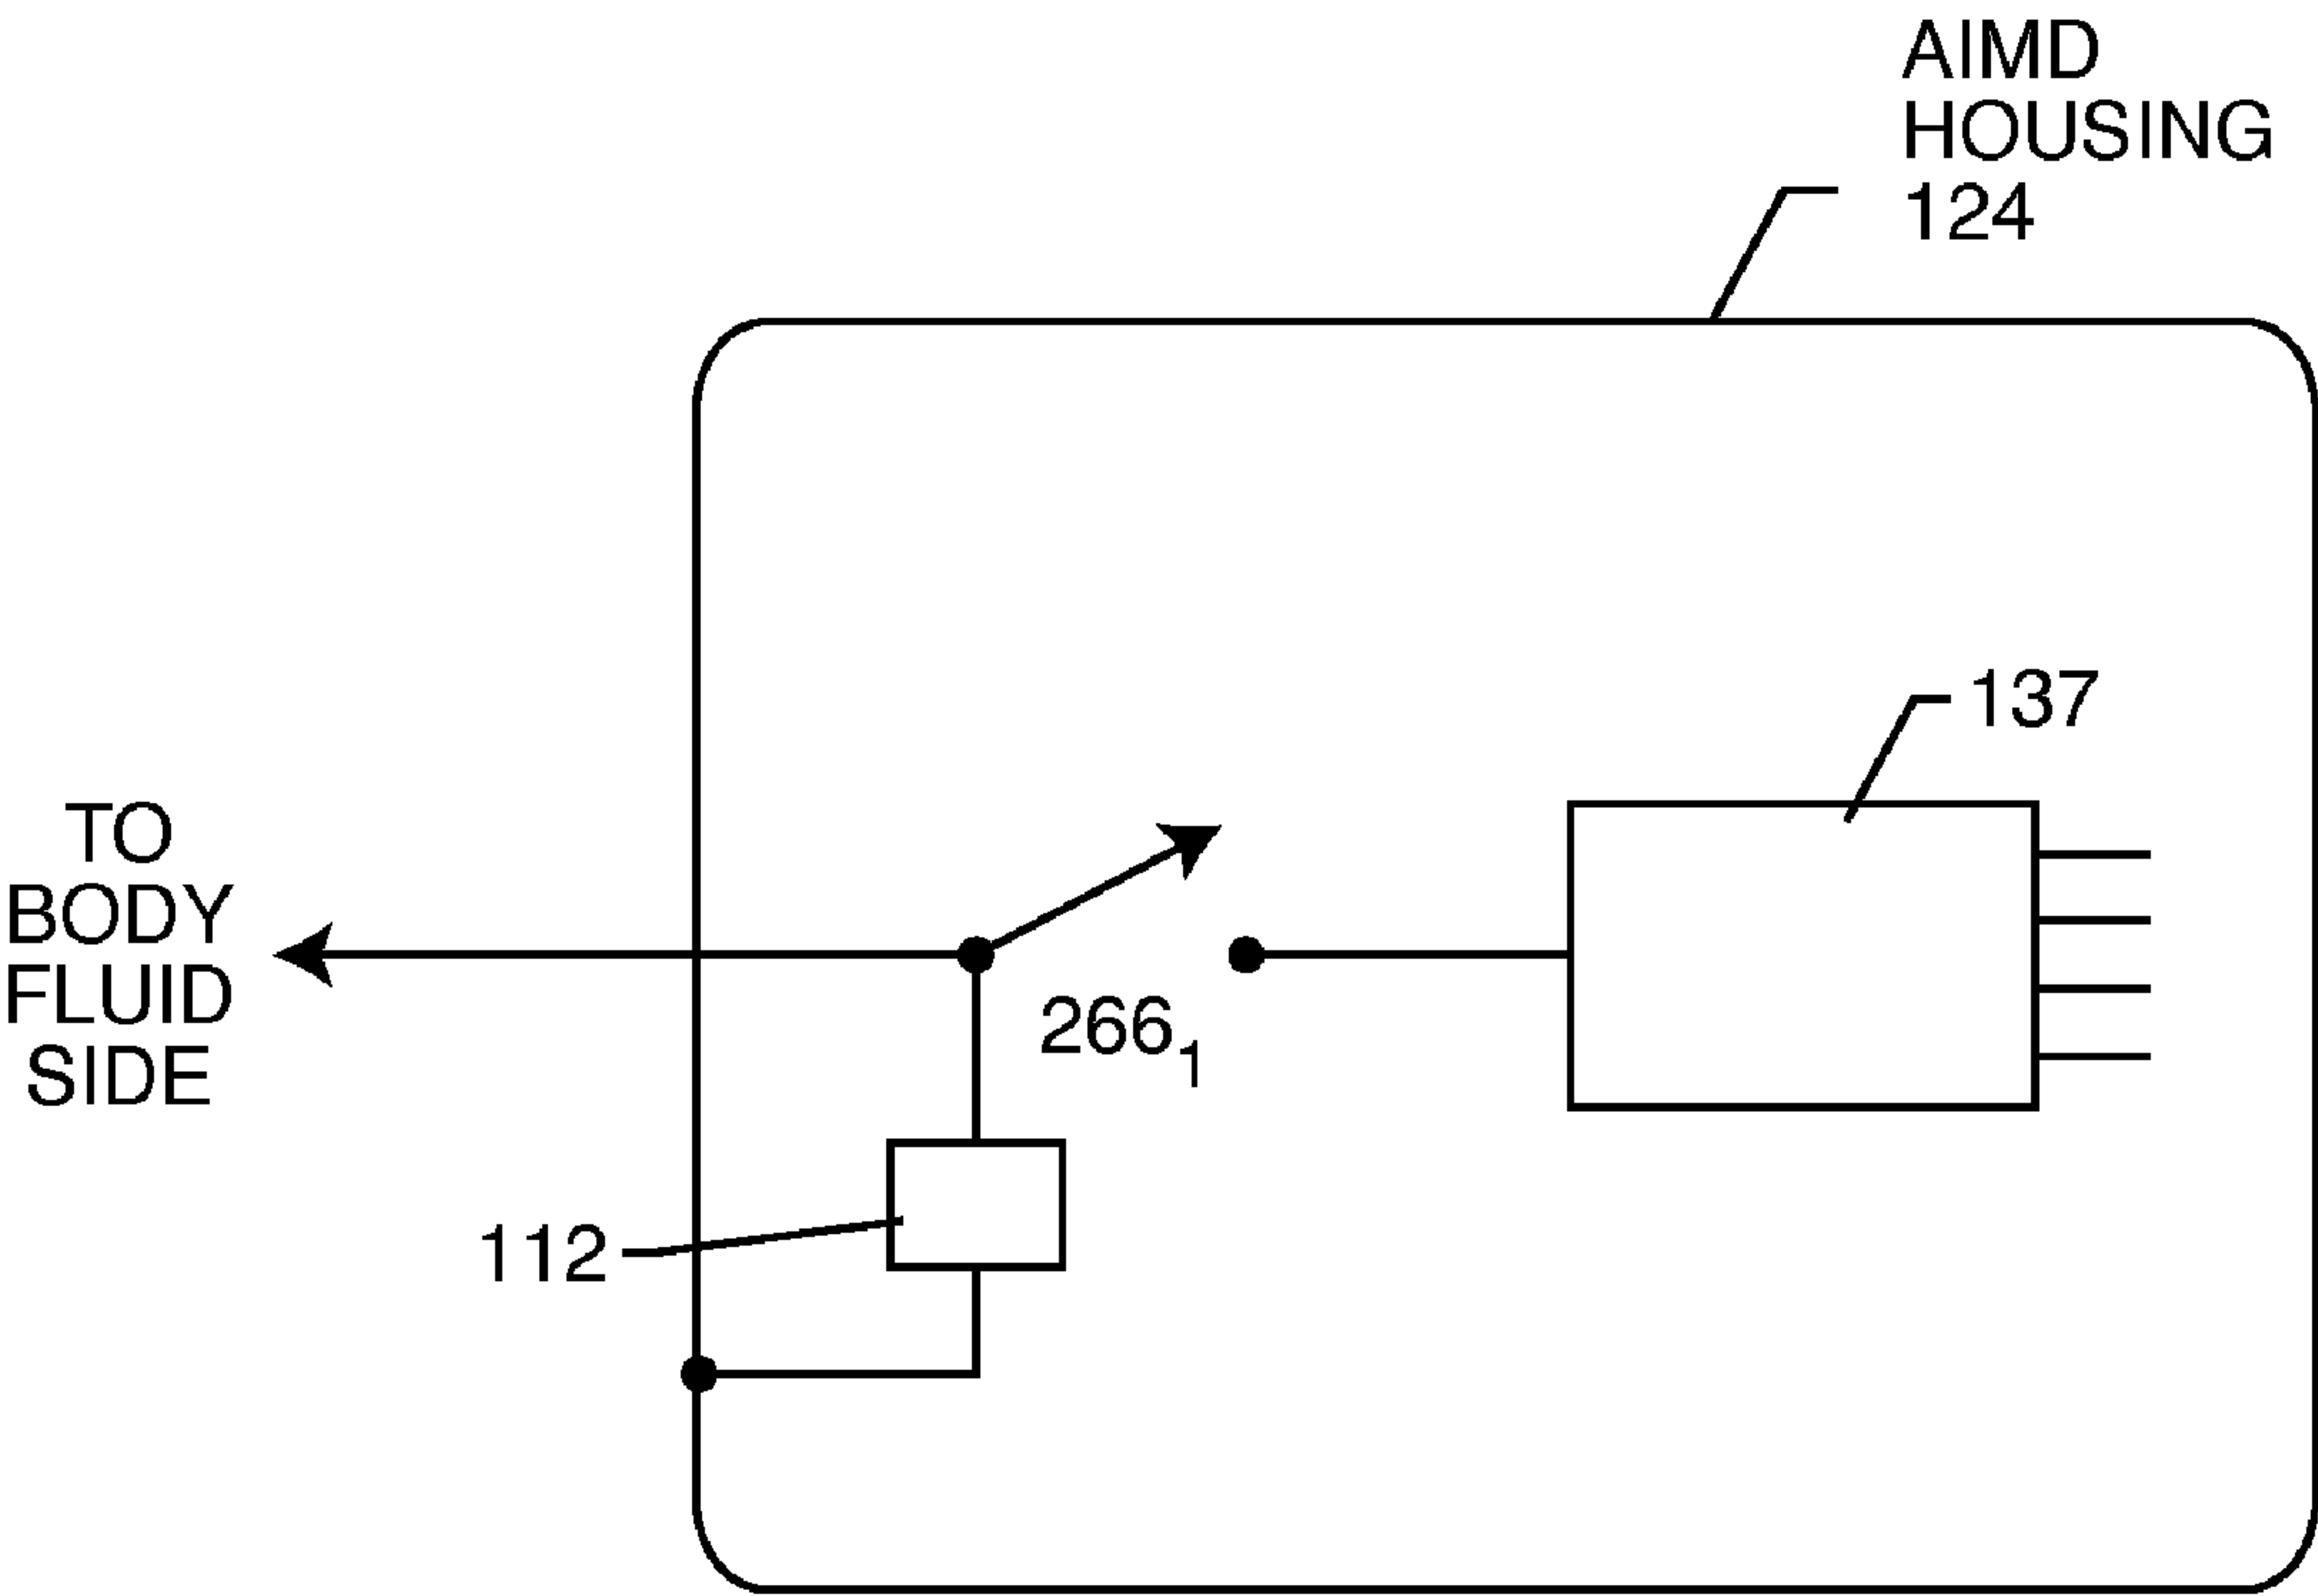 AIMD
HOUSING
124
137
TO
BODY
FLUID
SIDE
266₁
112